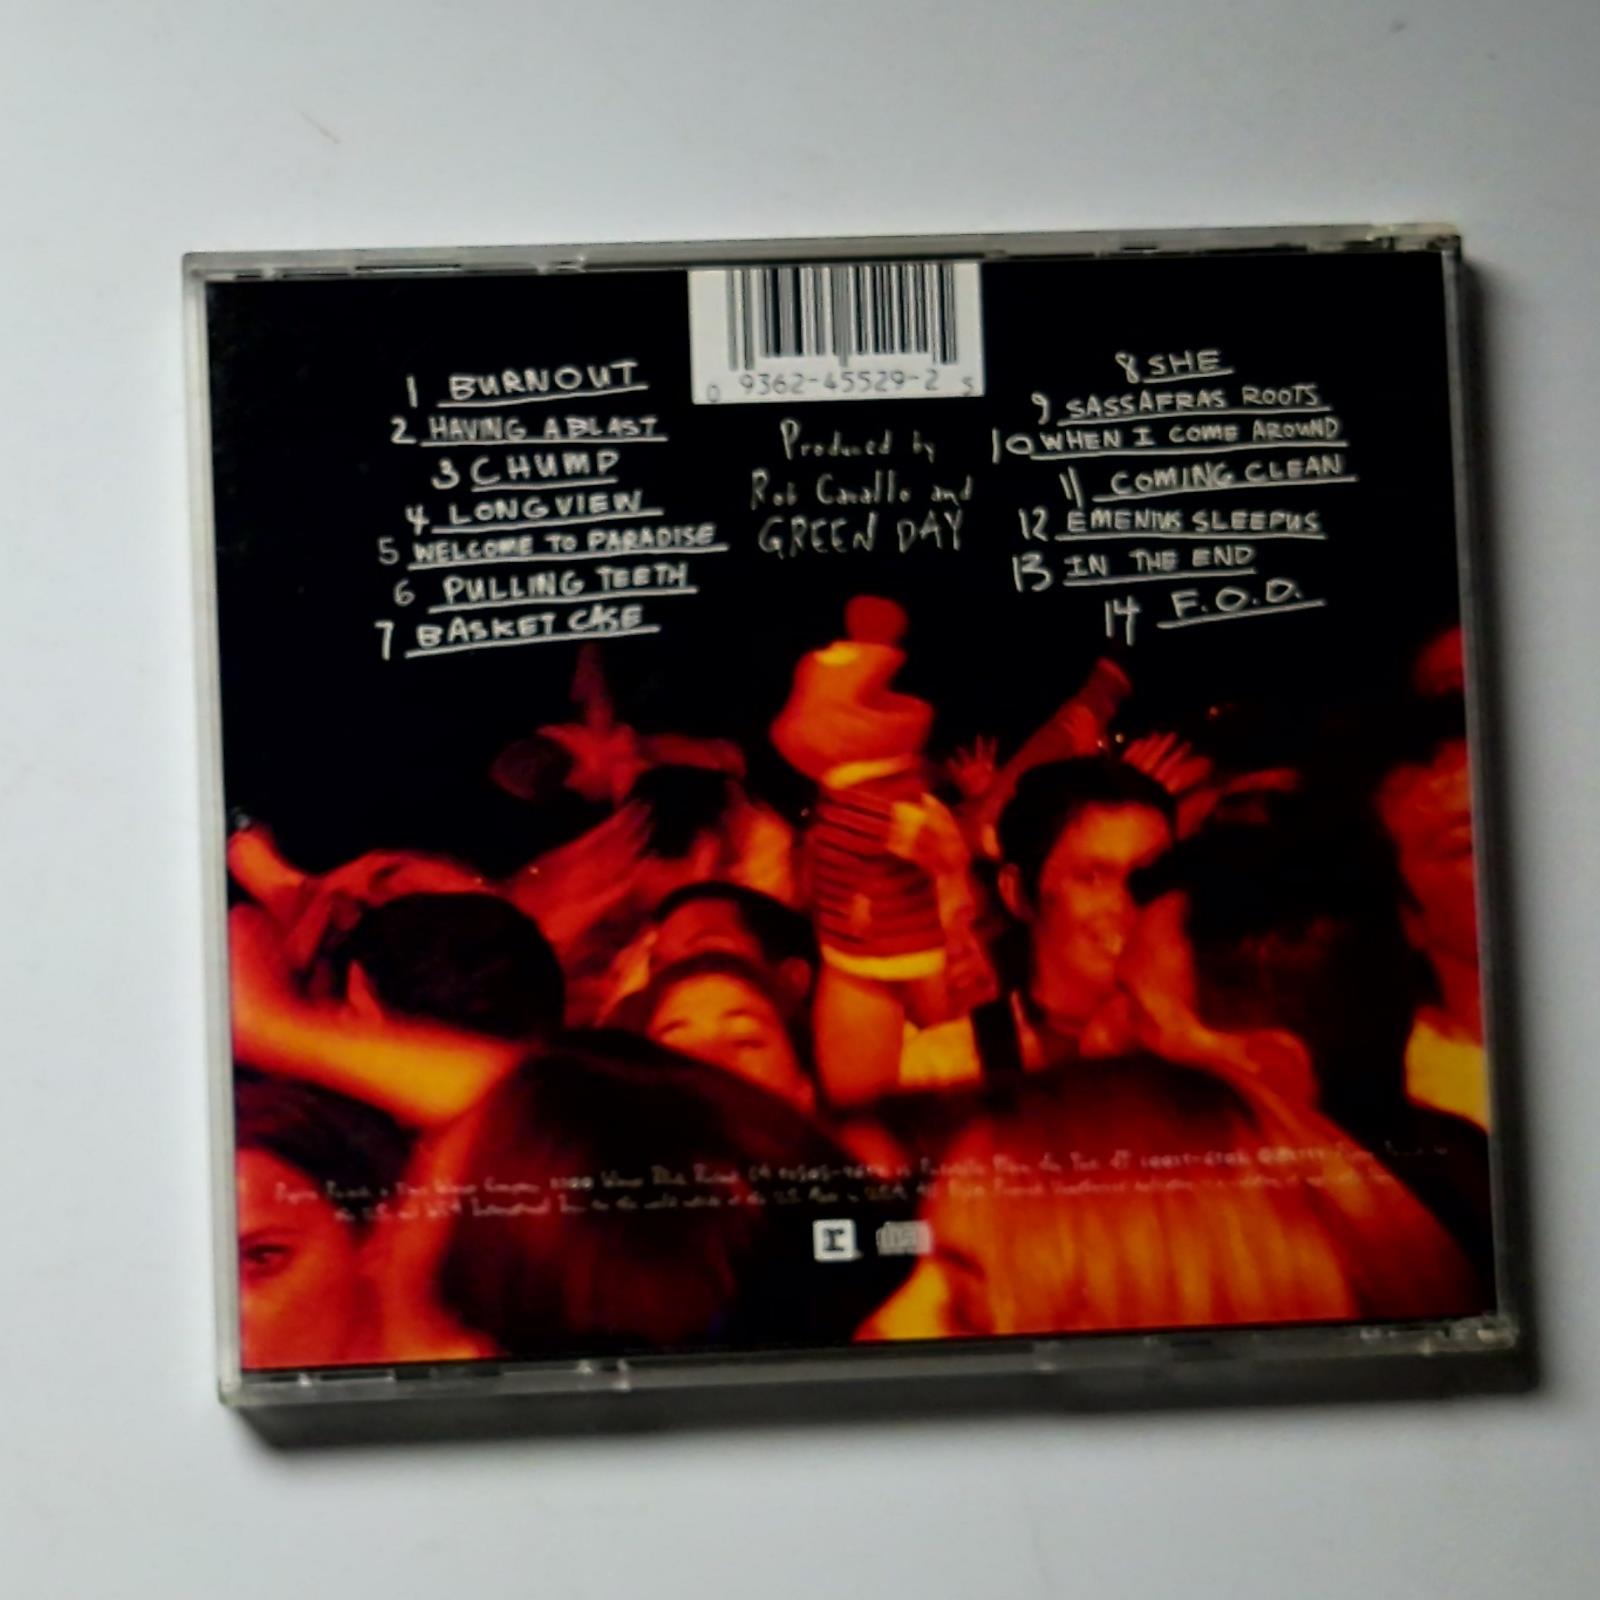 0 9362-45529-2 5
1 BURNOUT
2 HAVING A BLAST
3 CHUMP
4 LONGVIEW
5 WELCOME TO PARADISE
6 PULLING TEETH
7 BASKET CASE
Produced by
Rob Cavallo and
GREEN DAY
8 SHE
9 SASSAFRAS ROOTS
10 WHEN I COME AROUND
11 COMING CLEAN
12 EMENIUS SLEEPUS
13 IN THE END
14 F.O.D.
r